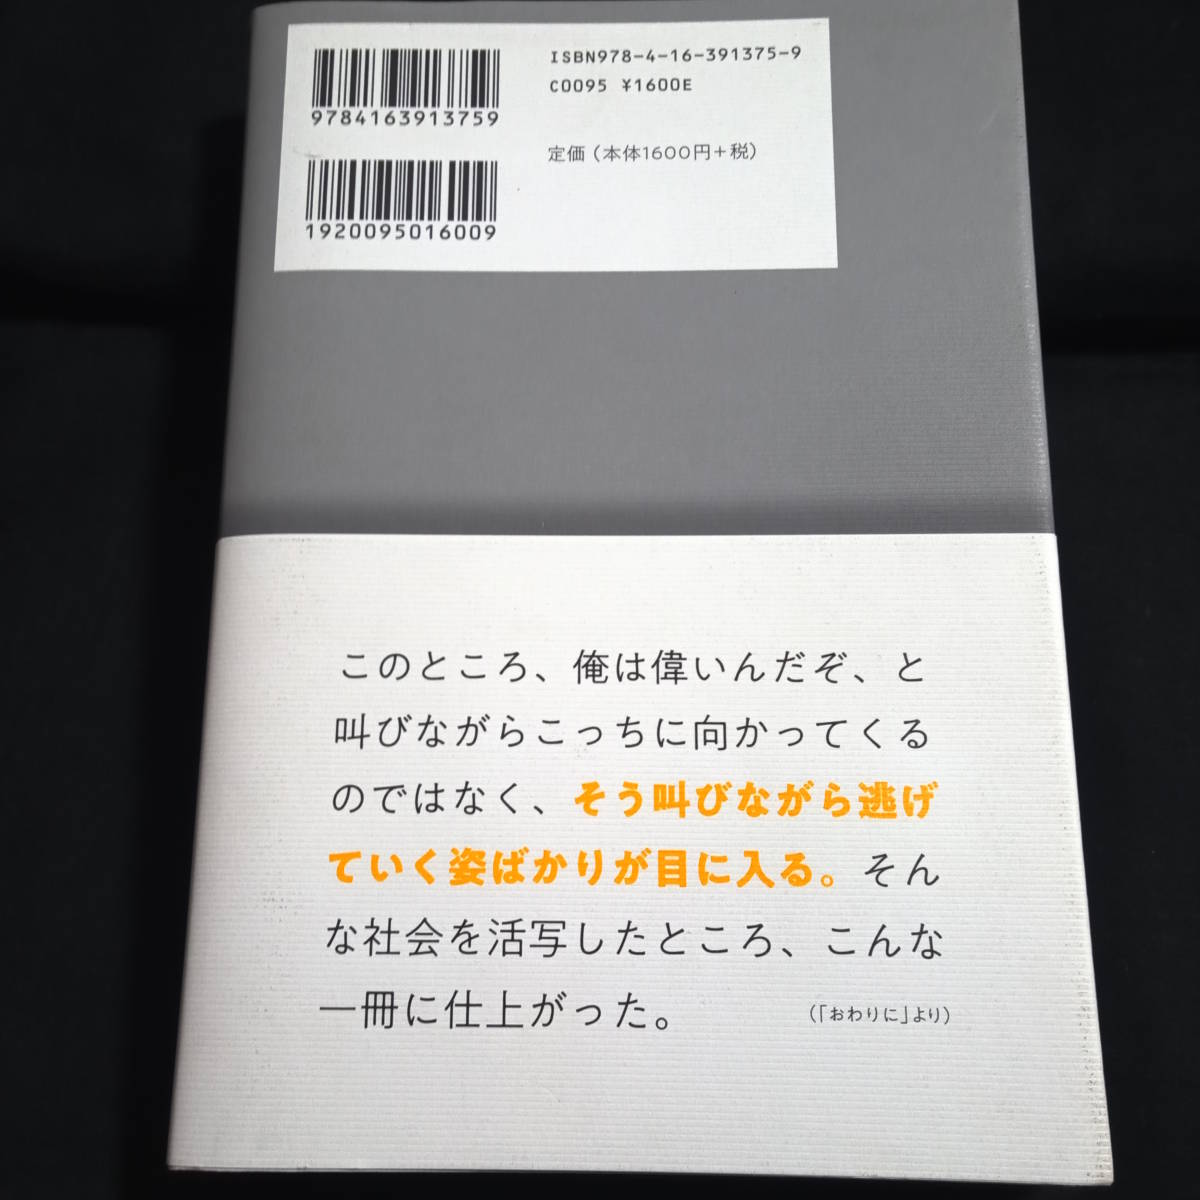 ISBN978-4-16-391375-9
C0095 ¥1600E
9784163913759
定価（本体1600円＋税）
1920095016009
このところ、俺は偉いんだぞ、と
叫びながらこっちに向かってくる
のではなく、そう叫びながら逃げ
ていく姿ばかりが目に入る。そん
な社会を活写したところ、こんな
一冊に仕上がった。
（「おわりに」より）